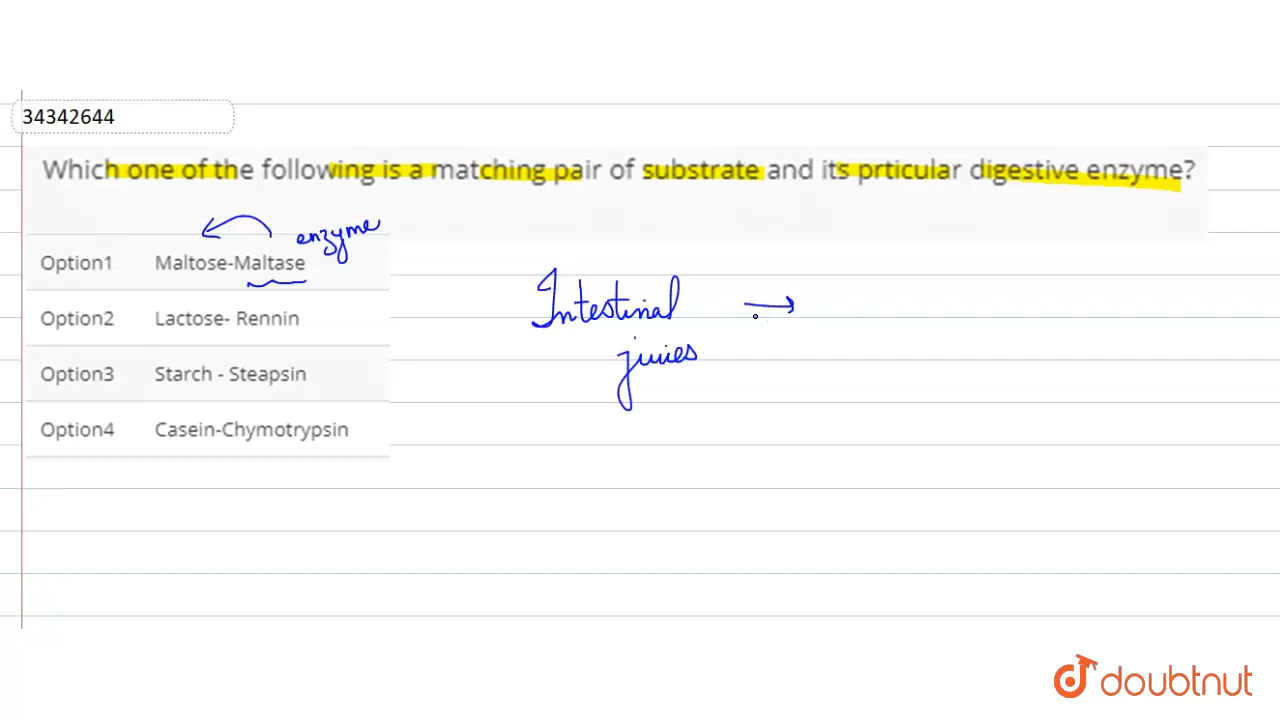 34342644
Which one of the following is a matching pair of substrate and its prticular digestive enzyme?
enzyme
Option1 Maltose-Maltase
Option2 Lactose- Rennin
Option3 Starch - Steapsin
Option4 Casein-Chymotrypsin
Intestinal →
juices
doubtnut